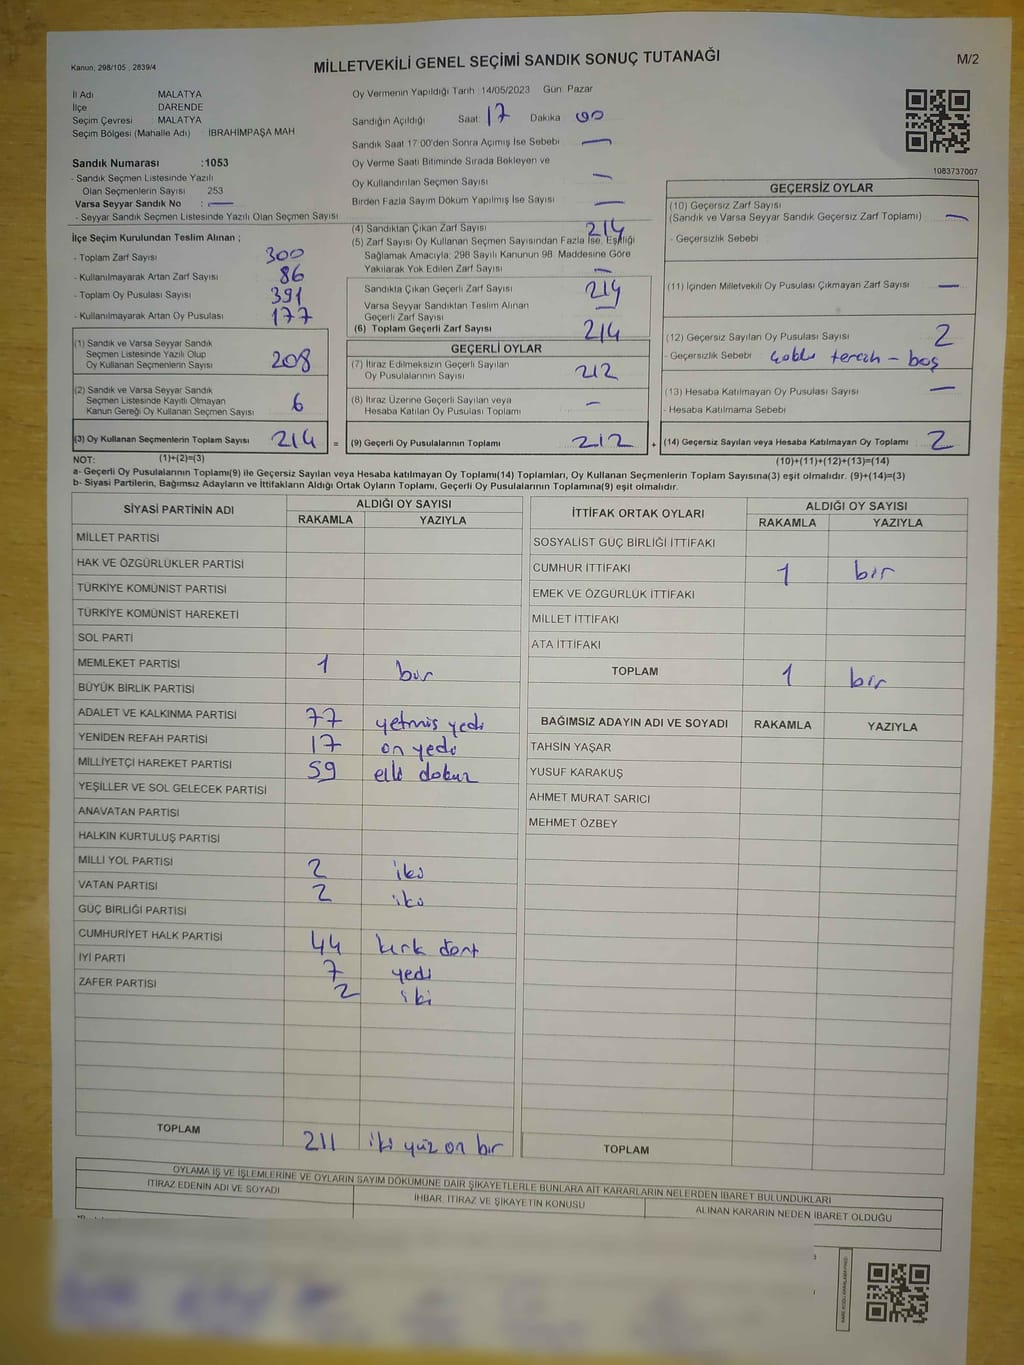 Kanun; 298/105 , 2839/4
MİLLETVEKİLİ GENEL SEÇİMİ SANDIK SONUÇ TUTANAĞI
M/2
İl Adı MALATYA
İlçe DARENDE
Seçim Çevresi MALATYA
Seçim Bölgesi (Mahalle Adı) İBRAHİMPAŞA MAH
Sandık Numarası :1053
- Sandık Seçmen Listesinde Yazılı
Olan Seçmenlerin Sayısı 253
Varsa Seyyar Sandık No : —
- Seyyar Sandık Seçmen Listesinde Yazılı Olan Seçmen Sayısı
İlçe Seçim Kurulundan Teslim Alınan ;
- Toplam Zarf Sayısı 300
- Kullanılmayarak Artan Zarf Sayısı 86
- Toplam Oy Pusulası Sayısı 391
- Kullanılmayarak Artan Oy Pusulası 177
(1) Sandık ve Varsa Seyyar Sandık
Seçmen Listesinde Yazılı Olup
Oy Kullanan Seçmenlerin Sayısı 208
(2) Sandık ve Varsa Seyyar Sandık
Seçmen Listesinde Kayıtlı Olmayan
Kanun Gereği Oy Kullanan Seçmen Sayısı 6
(3) Oy Kullanan Seçmenlerin Toplam Sayısı 214 =
Oy Vermenin Yapıldığı Tarih :14/05/2023 Gün: Pazar
Sandığın Açıldığı Saat: 17 Dakika 00
Sandık Saat 17:00'den Sonra Açımış İse Sebebi —
Oy Verme Saati Bitiminde Sırada Bekleyen ve
Oy Kullandırılan Seçmen Sayısı —
Birden Fazla Sayım Döküm Yapılmış İse Sayısı —
(4) Sandıktan Çıkan Zarf Sayısı 214
(5) Zarf Sayısı Oy Kullanan Seçmen Sayısından Fazla İse, Eşitliği
Sağlamak Amacıyla; 298 Sayılı Kanunun 98. Maddesine Göre
Yakılarak Yok Edilen Zarf Sayısı —
Sandıkta Çıkan Geçerli Zarf Sayısı 214
Varsa Seyyar Sandıktan Teslim Alınan
Geçerli Zarf Sayısı —
(6) Toplam Geçerli Zarf Sayısı 214
GEÇERLİ OYLAR
(7) İtiraz Edilmeksizin Geçerli Sayılan
Oy Pusulalarının Sayısı 212
(8) İtiraz Üzerine Geçerli Sayılan veya
Hesaba Katılan Oy Pusulası Toplamı —
(9) Geçerli Oy Pusulalarının Toplamı 212 +
1083737007
GEÇERSİZ OYLAR
(10) Geçersiz Zarf Sayısı
(Sandık ve Varsa Seyyar Sandık Geçersiz Zarf Toplamı) —
- Geçersizlik Sebebi
(11) İçinden Milletvekili Oy Pusulası Çıkmayan Zarf Sayısı —
(12) Geçersiz Sayılan Oy Pusulası Sayısı 2
- Geçersizlik Sebebi çoklu tercih - boş
(13) Hesaba Katılmayan Oy Pusulası Sayısı —
- Hesaba Katılmama Sebebi
(14) Geçersiz Sayılan veya Hesaba Katılmayan Oy Toplamı 2
NOT: (1)+(2)=(3) (10)+(11)+(12)+(13)=(14)
a- Geçerli Oy Pusulalarının Toplamı(9) ile Geçersiz Sayılan veya Hesaba katılmayan Oy Toplamı(14) Toplamları, Oy Kullanan Seçmenlerin Toplam Sayısına(3) eşit olmalıdır. (9)+(14)=(3)
b- Siyasi Partilerin, Bağımsız Adayların ve İttifakların Aldığı Ortak Oyların Toplamı, Geçerli Oy Pusulalarının Toplamına(9) eşit olmalıdır.
SİYASİ PARTİNİN ADI ALDIĞI OY SAYISI
RAKAMLA YAZIYLA
MİLLET PARTİSİ
HAK VE ÖZGÜRLÜKLER PARTİSİ
TÜRKİYE KOMÜNİST PARTİSİ
TÜRKİYE KOMÜNİST HAREKETİ
SOL PARTİ
MEMLEKET PARTİSİ 1 bir
BÜYÜK BİRLİK PARTİSİ
ADALET VE KALKINMA PARTİSİ 77 yetmiş yedi
YENİDEN REFAH PARTİSİ 17 on yedi
MİLLİYETÇİ HAREKET PARTİSİ 59 elli dokuz
YEŞİLLER VE SOL GELECEK PARTİSİ
ANAVATAN PARTİSİ
HALKIN KURTULUŞ PARTİSİ
MİLLİ YOL PARTİSİ 2 iki
VATAN PARTİSİ 2 iki
GÜÇ BİRLİĞİ PARTİSİ
CUMHURİYET HALK PARTİSİ 44 kırk dört
İYİ PARTİ 7 yedi
ZAFER PARTİSİ 2 iki
TOPLAM 211 iki yüz on bir
İTTİFAK ORTAK OYLARI ALDIĞI OY SAYISI
RAKAMLA YAZIYLA
SOSYALİST GÜÇ BİRLİĞİ İTTİFAKI
CUMHUR İTTİFAKI 1 bir
EMEK VE ÖZGÜRLÜK İTTİFAKI
MİLLET İTTİFAKI
ATA İTTİFAKI
TOPLAM 1 bir
BAĞIMSIZ ADAYIN ADI VE SOYADI RAKAMLA YAZIYLA
TAHSİN YAŞAR
YUSUF KARAKUŞ
AHMET MURAT SARICI
MEHMET ÖZBEY
TOPLAM
OYLAMA İŞ VE İŞLEMLERİNE VE OYLARIN SAYIM DÖKÜMÜNE DAİR ŞİKAYETLERLE BUNLARA AİT KARARLARIN NELERDEN İBARET BULUNDUKLARI
İTİRAZ EDENİN ADI VE SOYADI İHBAR, İTİRAZ VE ŞİKAYETİN KONUSU ALINAN KARARIN NEDEN İBARET OLDUĞU